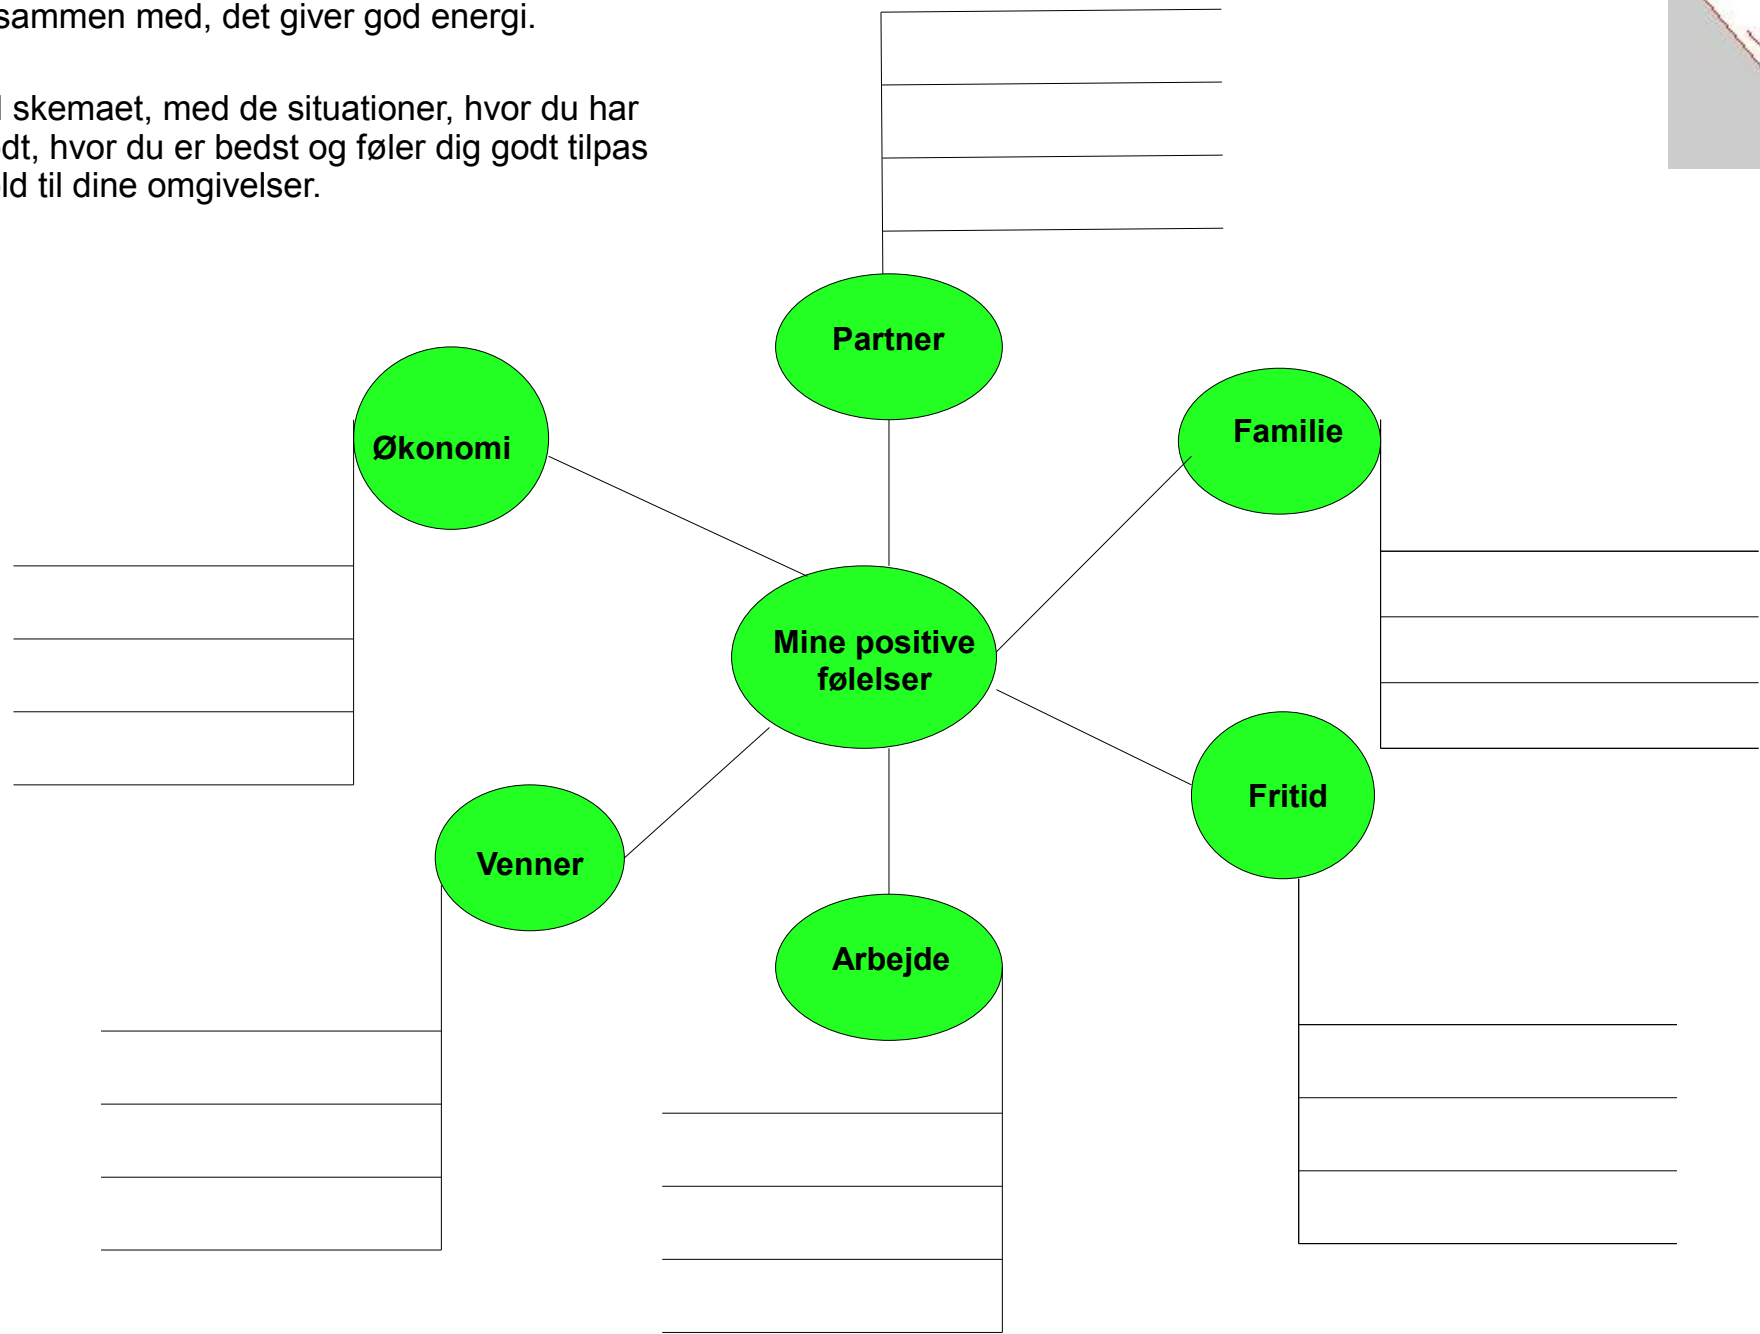 sammen med, det giver god energi.
skemaet, med de situationer, hvor du har
dt, hvor du er bedst og føler dig godt tilpas
ld til dine omgivelser.
Partner
Økonomi
Familie
Mine positive
følelser
Fritid
Venner
Arbejde